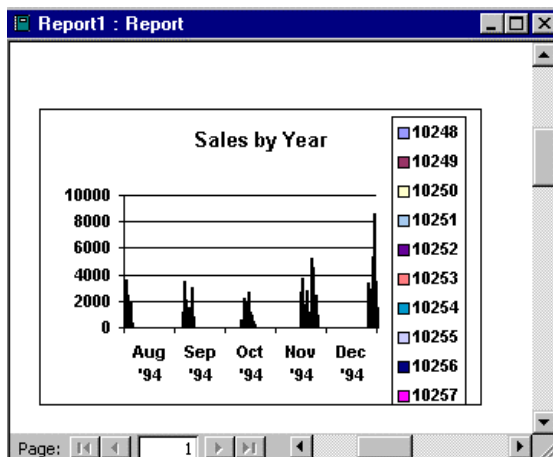 Report1 : Report
Sales by Year
10000
8000
6000
4000
2000
0
Aug '94
Sep '94
Oct '94
Nov '94
Dec '94
10248
10249
10250
10251
10252
10253
10254
10255
10256
10257
Page: 1